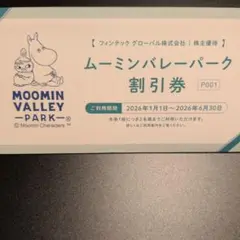 【 フィンテック グローバル株式会社 | 株主優待 】
ムーミンバレーパーク
割引券
P001
ご利用期間
2026年1月1日〜2026年6月30日
MOOMIN
VALLEY
PARK
© Moomin Characters™